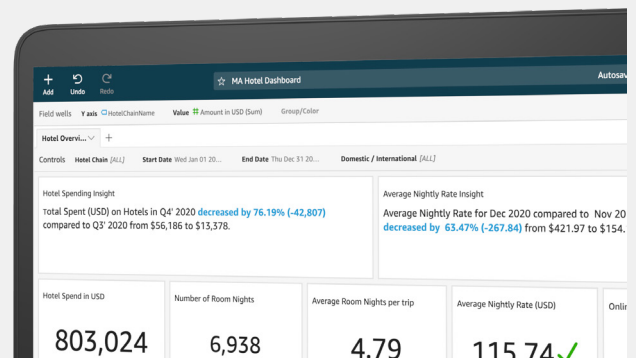 Add Undo Redo
MA Hotel Dashboard
Field wells Y axis HotelChainName Value # Amount in USD (Sum) Group/Color
Hotel Overvi... +
Controls Hotel Chain [ALL] Start Date Wed Jan 01 20... End Date Thu Dec 31 20... Domestic / International [ALL]
Hotel Spending Insight
Total Spent (USD) on Hotels in Q4' 2020 decreased by 76.19% (-42,807)
compared to Q3' 2020 from $56,186 to $13,378.
Average Nightly Rate Insight
Average Nightly Rate for Dec 2020 compared to Nov 20
decreased by 63.47% (-267.84) from $421.97 to $154.
Hotel Spend in USD
803,024
Number of Room Nights
6,938
Average Room Nights per trip
4.79
Average Nightly Rate (USD)
115.74